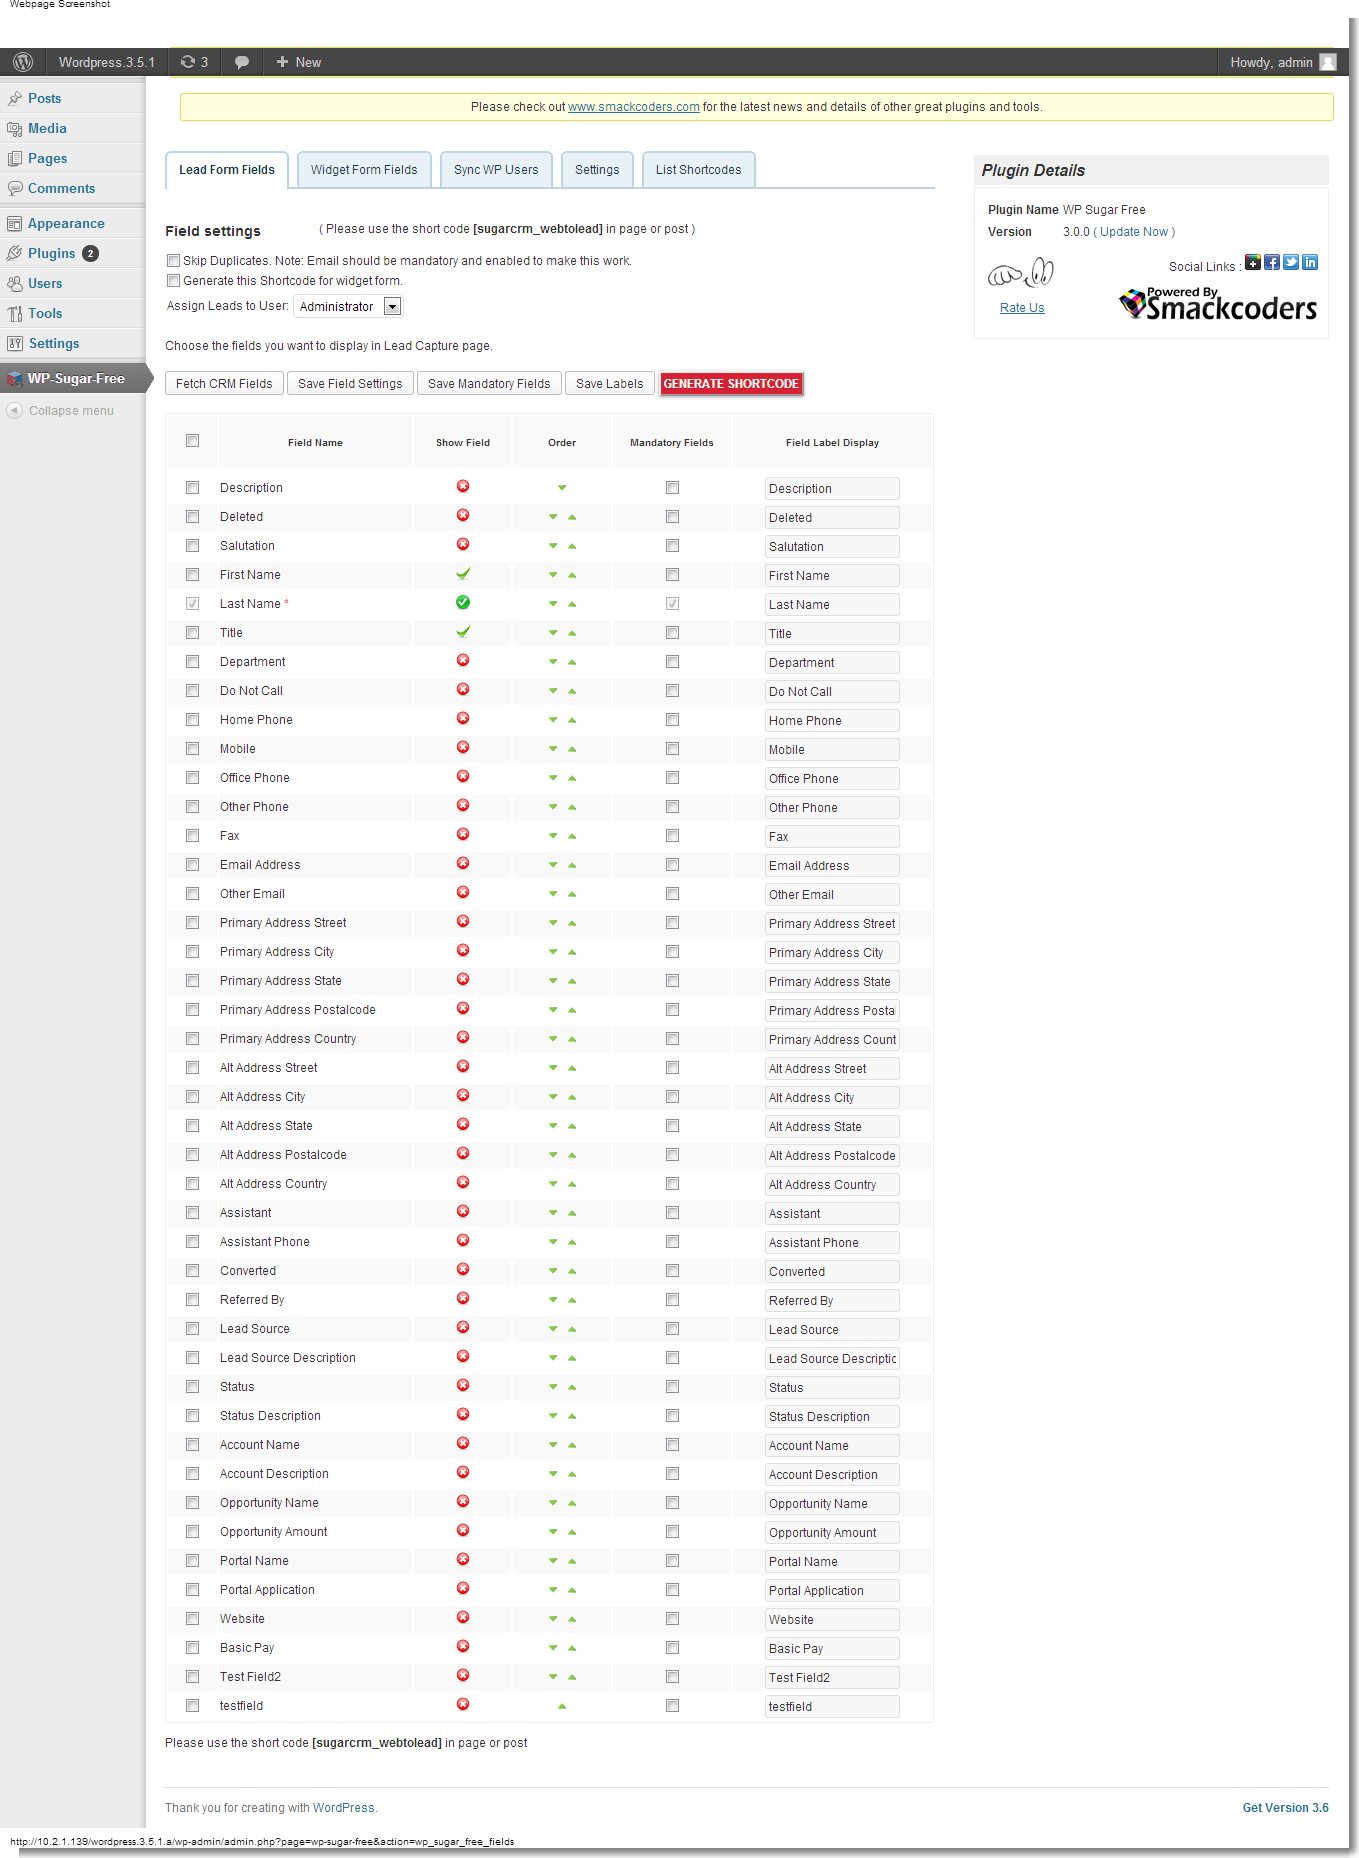 Webpage Screenshot
Wordpress.3.5.1 3 + New Howdy, admin
Posts
Media
Pages
Comments
Appearance
Plugins 2
Users
Tools
Settings
WP-Sugar-Free
Collapse menu
Please check out www.smackcoders.com for the latest news and details of other great plugins and tools.
Lead Form Fields Widget Form Fields Sync WP Users Settings List Shortcodes
Field settings ( Please use the short code [sugarcrm_webtolead] in page or post )
Skip Duplicates. Note: Email should be mandatory and enabled to make this work.
Generate this Shortcode for widget form.
Assign Leads to User: Administrator
Choose the fields you want to display in Lead Capture page.
Fetch CRM Fields Save Field Settings Save Mandatory Fields Save Labels GENERATE SHORTCODE
Plugin Details
Plugin Name WP Sugar Free
Version 3.0.0 ( Update Now )
Social Links :
Rate Us
Powered By
Smackcoders
Field Name Show Field Order Mandatory Fields Field Label Display
Description Description
Deleted Deleted
Salutation Salutation
First Name First Name
Last Name * Last Name
Title Title
Department Department
Do Not Call Do Not Call
Home Phone Home Phone
Mobile Mobile
Office Phone Office Phone
Other Phone Other Phone
Fax Fax
Email Address Email Address
Other Email Other Email
Primary Address Street Primary Address Street
Primary Address City Primary Address City
Primary Address State Primary Address State
Primary Address Postalcode Primary Address Posta
Primary Address Country Primary Address Count
Alt Address Street Alt Address Street
Alt Address City Alt Address City
Alt Address State Alt Address State
Alt Address Postalcode Alt Address Postalcode
Alt Address Country Alt Address Country
Assistant Assistant
Assistant Phone Assistant Phone
Converted Converted
Referred By Referred By
Lead Source Lead Source
Lead Source Description Lead Source Descriptic
Status Status
Status Description Status Description
Account Name Account Name
Account Description Account Description
Opportunity Name Opportunity Name
Opportunity Amount Opportunity Amount
Portal Name Portal Name
Portal Application Portal Application
Website Website
Basic Pay Basic Pay
Test Field2 Test Field2
testfield testfield
Please use the short code [sugarcrm_webtolead] in page or post
Thank you for creating with WordPress. Get Version 3.6
http://10.2.1.139/wordpress.3.5.1.a/wp-admin/admin.php?page=wp-sugar-free&action=wp_sugar_free_fields